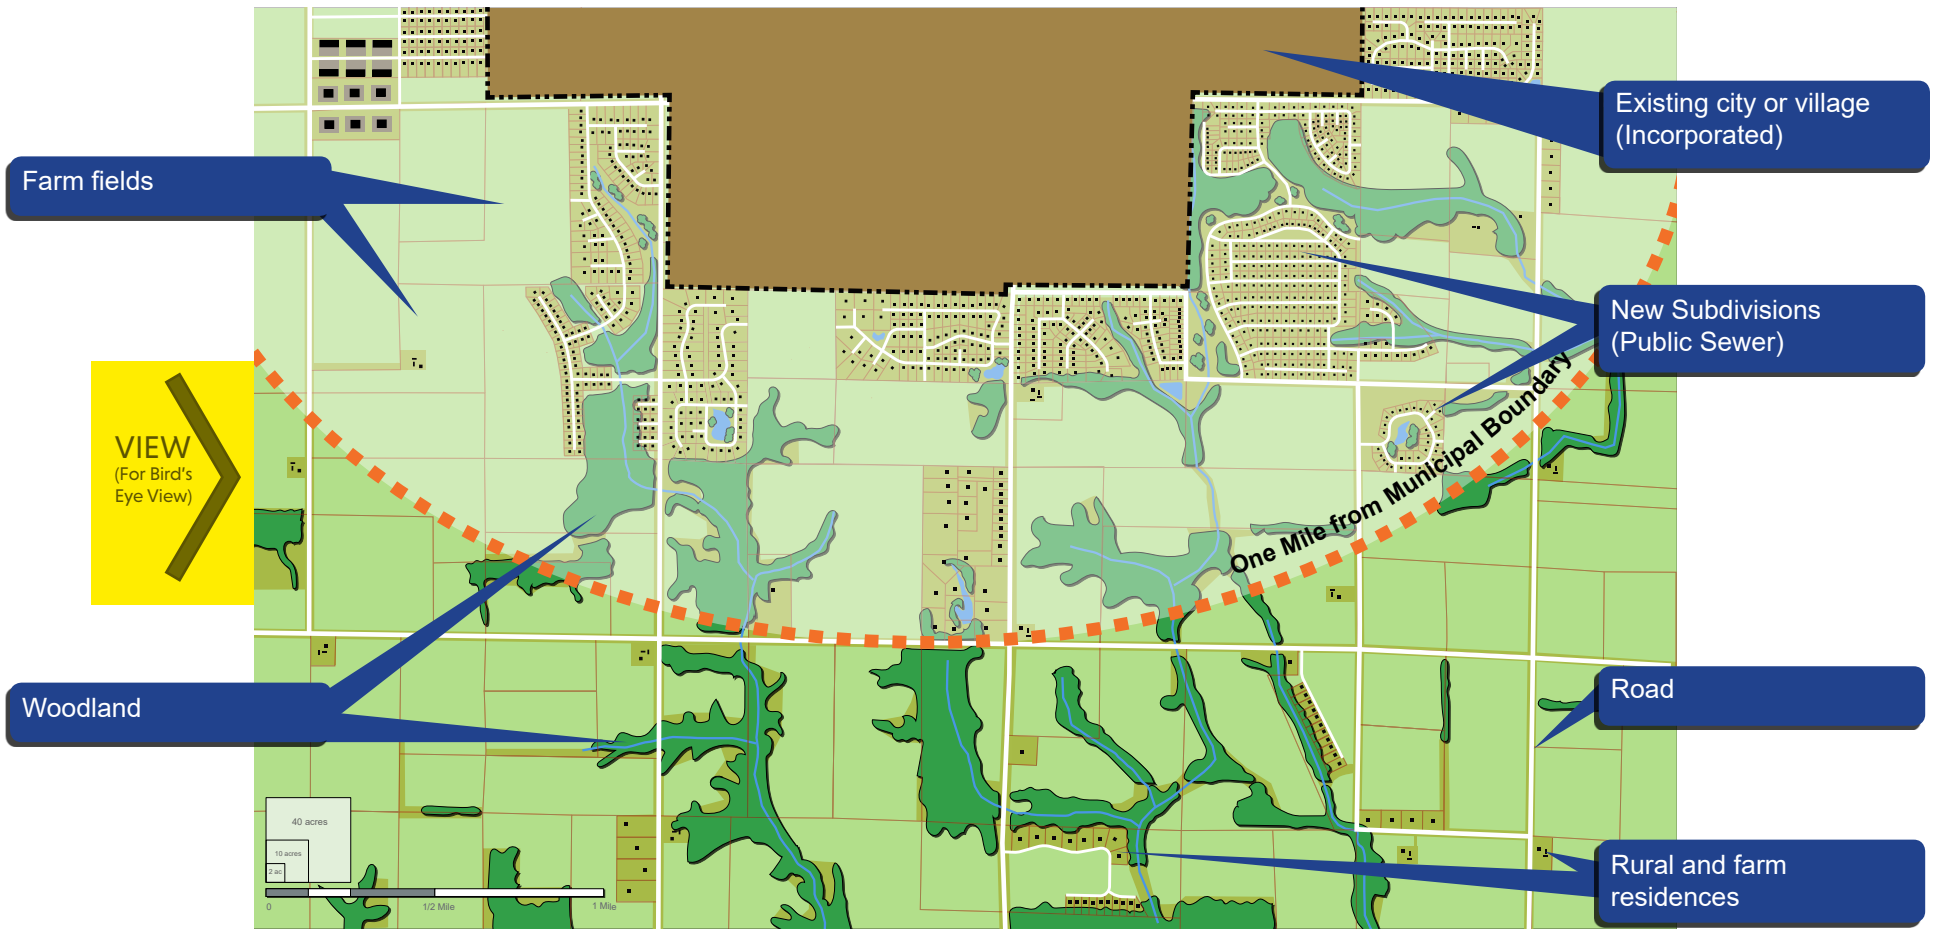 Existing city or village
(Incorporated)
Farm fields
New Subdivisions
(Public Sewer)
One Mile from Municipal Boundary
VIEW
(For Bird's
Eye View)
Woodland
Road
40 acres
10 acres
2 ac
0
1/2 Mile
1 Mile
Rural and farm
residences